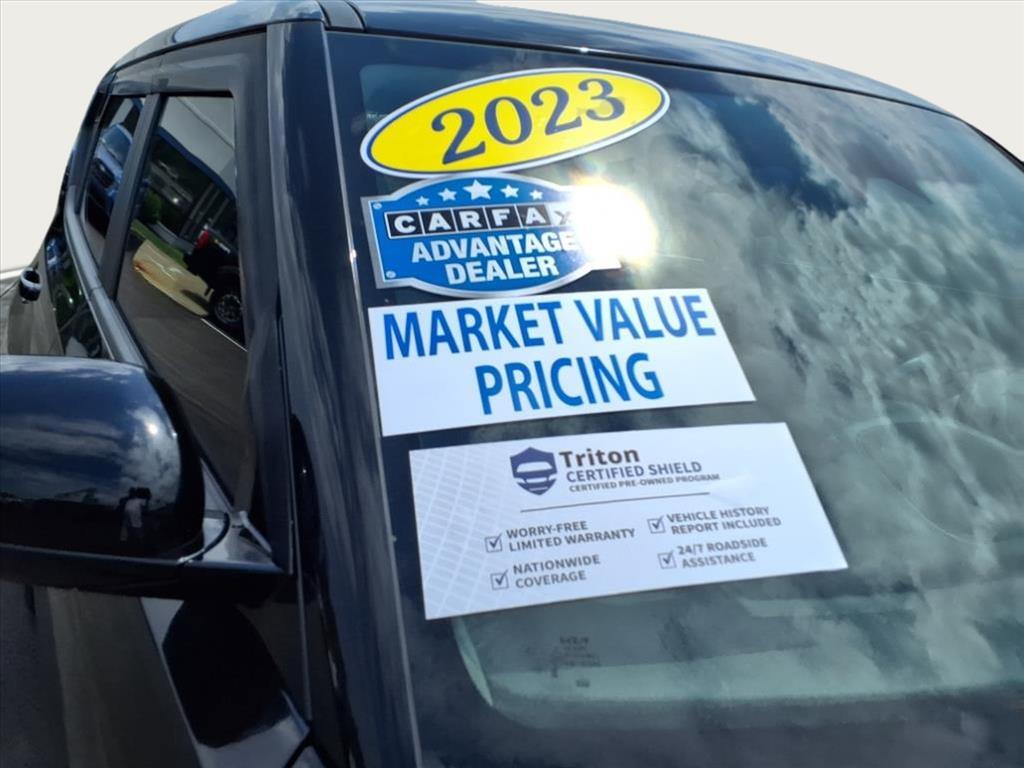 2023
CARFAX
ADVANTAGE
DEALER
MARKET VALUE
PRICING
Triton
CERTIFIED SHIELD
CERTIFIED PRE-OWNED PROGRAM
WORRY-FREE
LIMITED WARRANTY
VEHICLE HISTORY
REPORT INCLUDED
NATIONWIDE
COVERAGE
24/7 ROADSIDE
ASSISTANCE